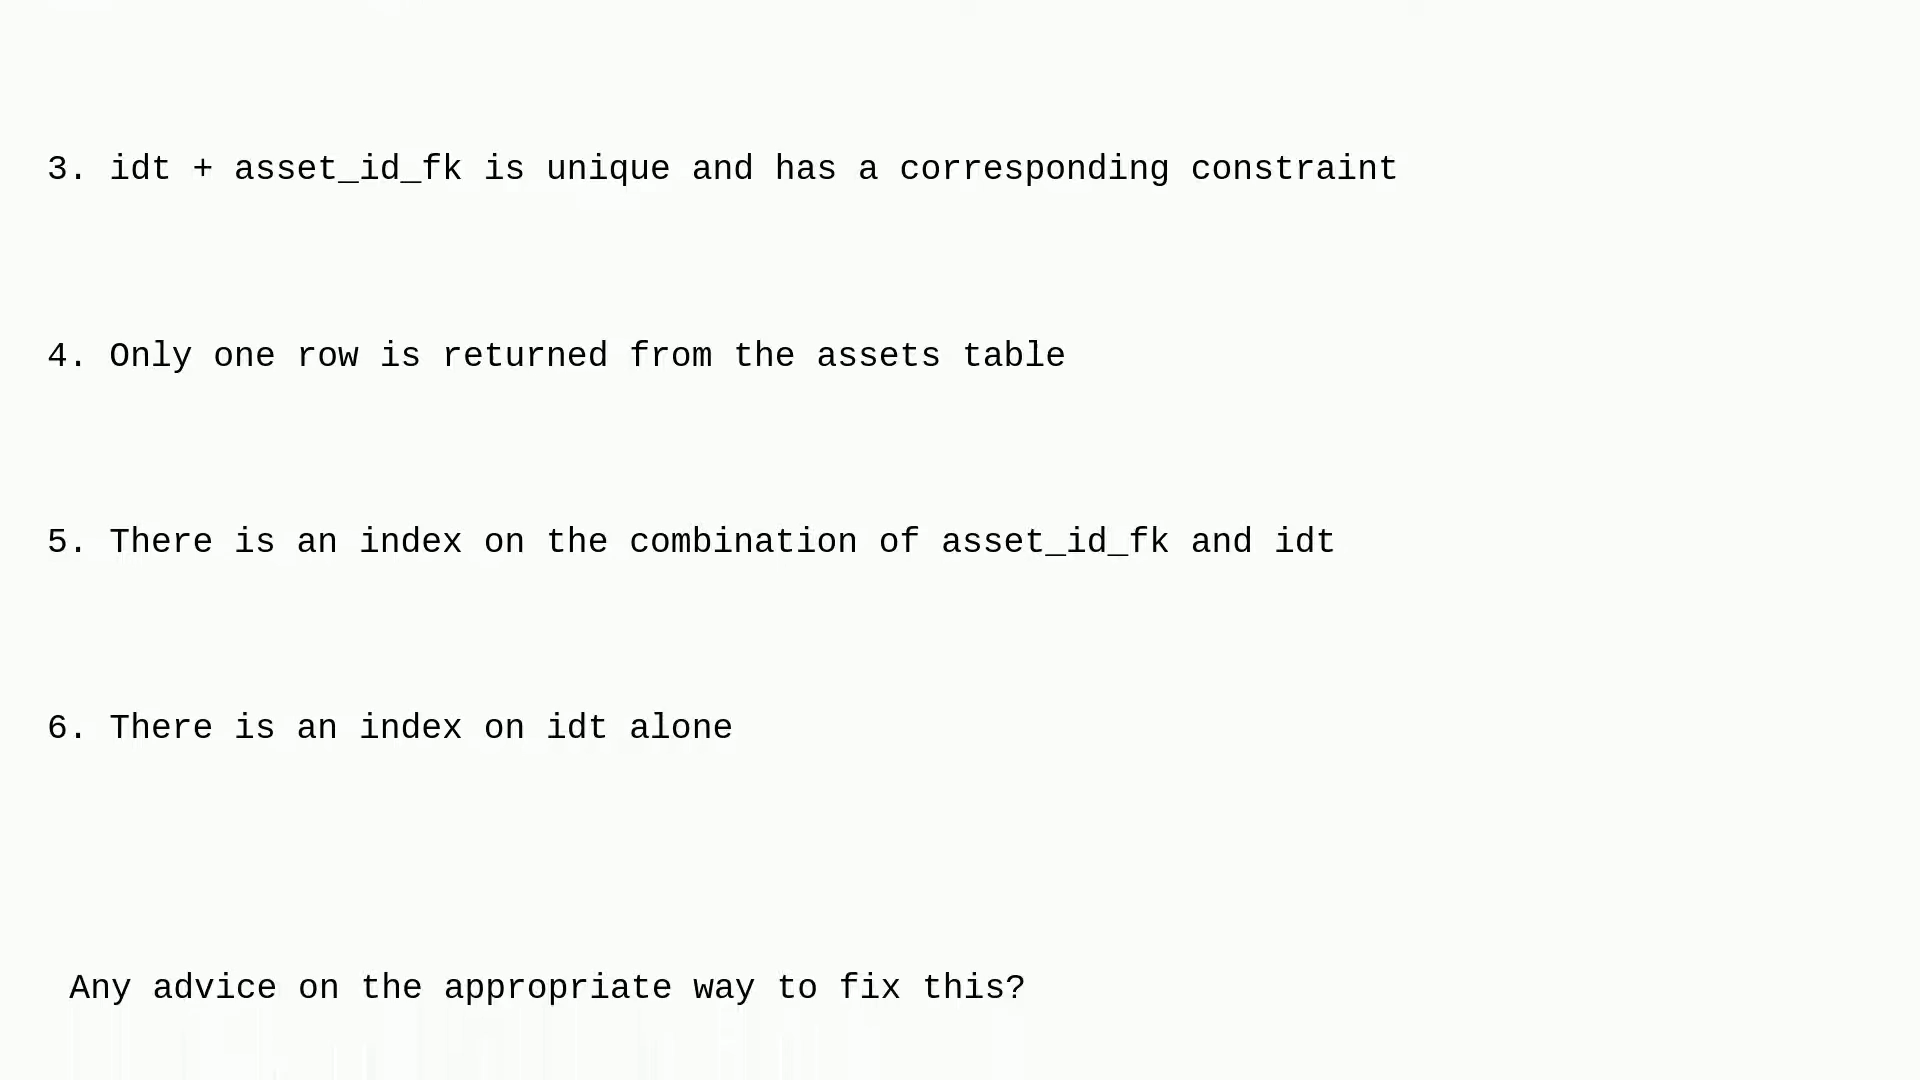 3. idt + asset_id_fk is unique and has a corresponding constraint
4. Only one row is returned from the assets table
5. There is an index on the combination of asset_id_fk and idt
6. There is an index on idt alone
Any advice on the appropriate way to fix this?